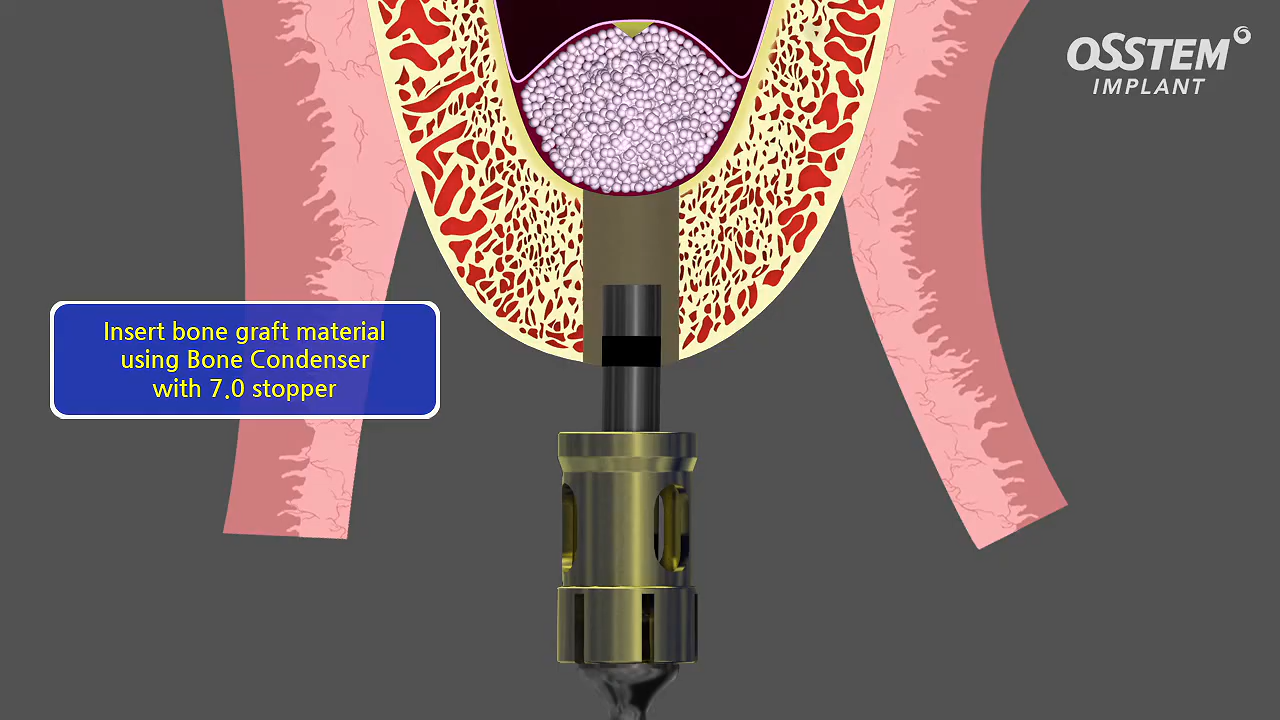 OSSTEM
IMPLANT
Insert bone graft material
using Bone Condenser
with 7.0 stopper